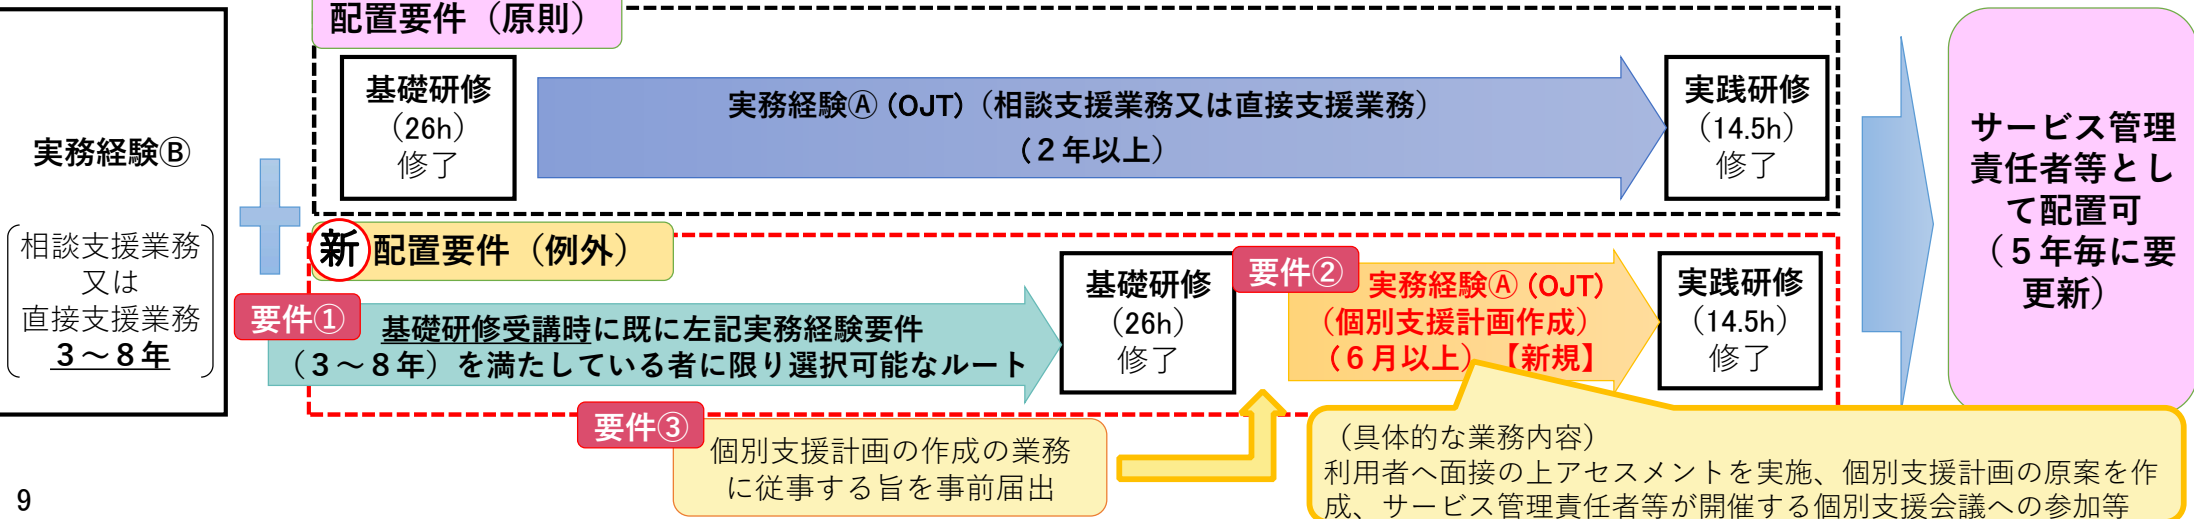 実務経験Ⓑ
相談支援業務
又は
直接支援業務
３～８年
配置要件（原則）
基礎研修
（26h）
修了
実務経験Ⓐ（OJT）（相談支援業務又は直接支援業務）
（２年以上）
実践研修
（14.5h）
修了
新 配置要件（例外）
要件①
基礎研修受講時に既に左記実務経験要件
（３～８年）を満たしている者に限り選択可能なルート
基礎研修
（26h）
修了
要件②
実務経験Ⓐ（OJT）
（個別支援計画作成）
（６月以上）【新規】
実践研修
（14.5h）
修了
要件③
個別支援計画の作成の業務
に従事する旨を事前届出
（具体的な業務内容）
利用者へ面接の上アセスメントを実施、個別支援計画の原案を作
成、サービス管理責任者等が開催する個別支援会議への参加等
サービス管理
責任者等とし
て配置可
（５年毎に要
更新）
9